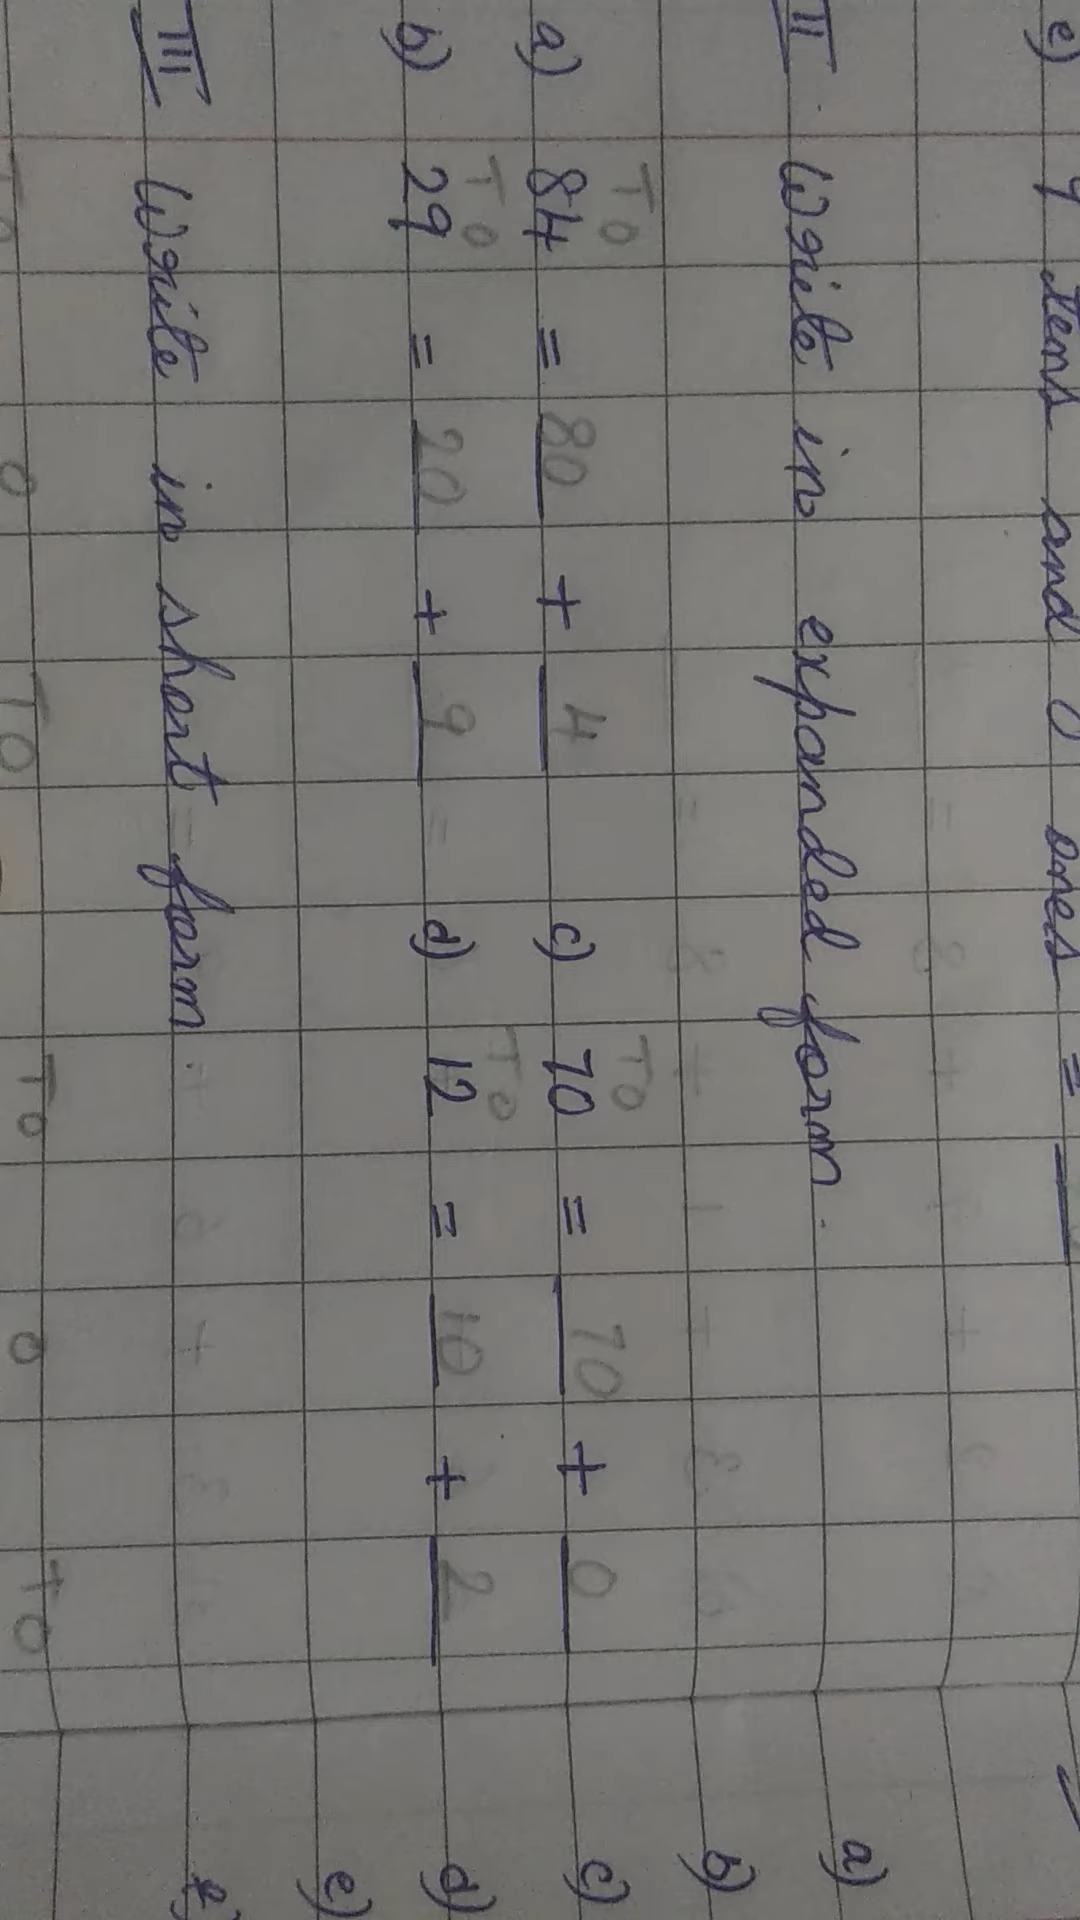 e) 9 tens and 0 ones =
II. Write in expanded form.
T O T O
a) 84 = 80 + 4 c) 70 = 70 + 0
T O T O
b) 29 = 20 + 9 d) 12 = 10 + 2
III Write in short form.
O T O T O O T O
a)
b)
c)
d)
e)